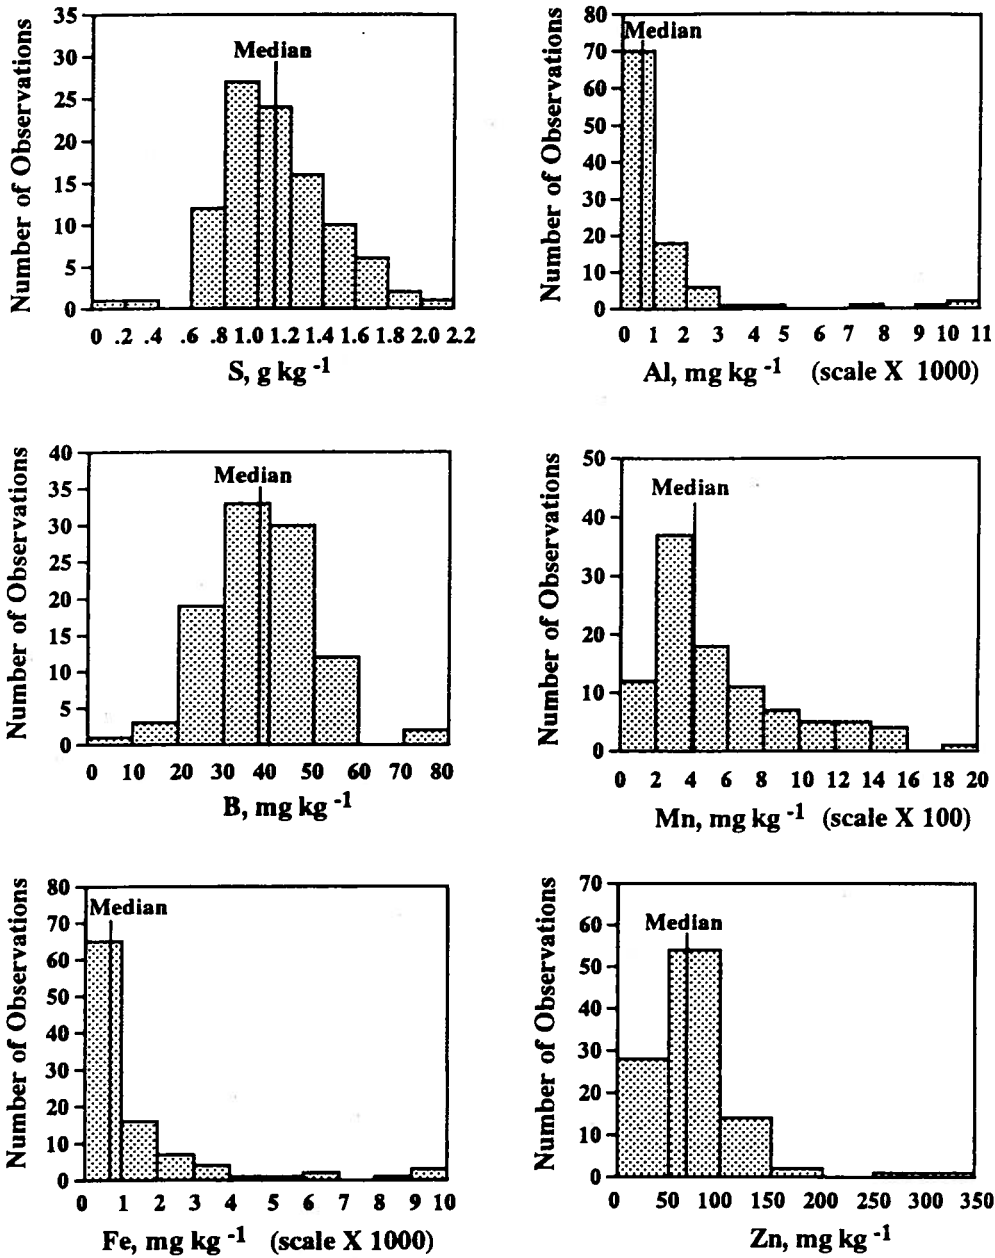 35
30
25
20
15
10
5
0
Number of Observations
Median
0 .2 .4 .6 .8 1.0 1.2 1.4 1.6 1.8 2.0 2.2
S, g kg -1
80
70
60
50
40
30
20
10
0
Number of Observations
Median
0 1 2 3 4 5 6 7 8 9 10 11
Al, mg kg -1 (scale X 1000)
40
35
30
25
20
15
10
5
0
Number of Observations
Median
0 10 20 30 40 50 60 70 80
B, mg kg -1
50
40
30
20
10
0
Number of Observations
Median
0 2 4 6 8 10 12 14 16 18 20
Mn, mg kg -1 (scale X 100)
80
70
60
50
40
30
20
10
0
Number of Observations
Median
0 1 2 3 4 5 6 7 8 9 10
Fe, mg kg -1 (scale X 1000)
70
60
50
40
30
20
10
0
Number of Observations
Median
0 50 100 150 200 250 300 350
Zn, mg kg -1